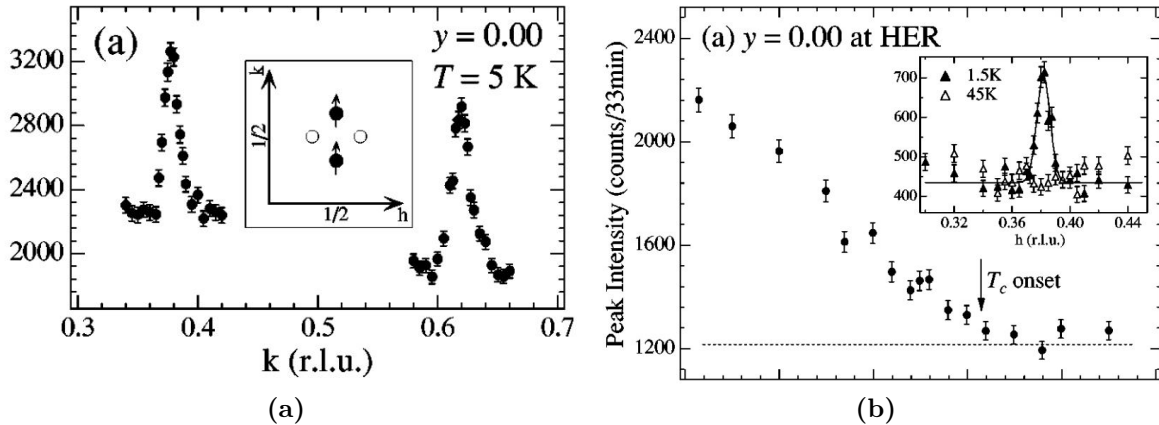 (a)
y = 0.00
T = 5 K
3200
2800
2400
2000
k
1/2
1/2
h
0.3
0.4
0.5
0.6
0.7
k (r.l.u.)
(a)
(a) y = 0.00 at HER
Peak Intensity (counts/33min)
2400
2000
1600
1200
1.5K
45K
700
600
500
400
0.32
0.36
0.40
0.44
h (r.l.u.)
Tc onset
(b)